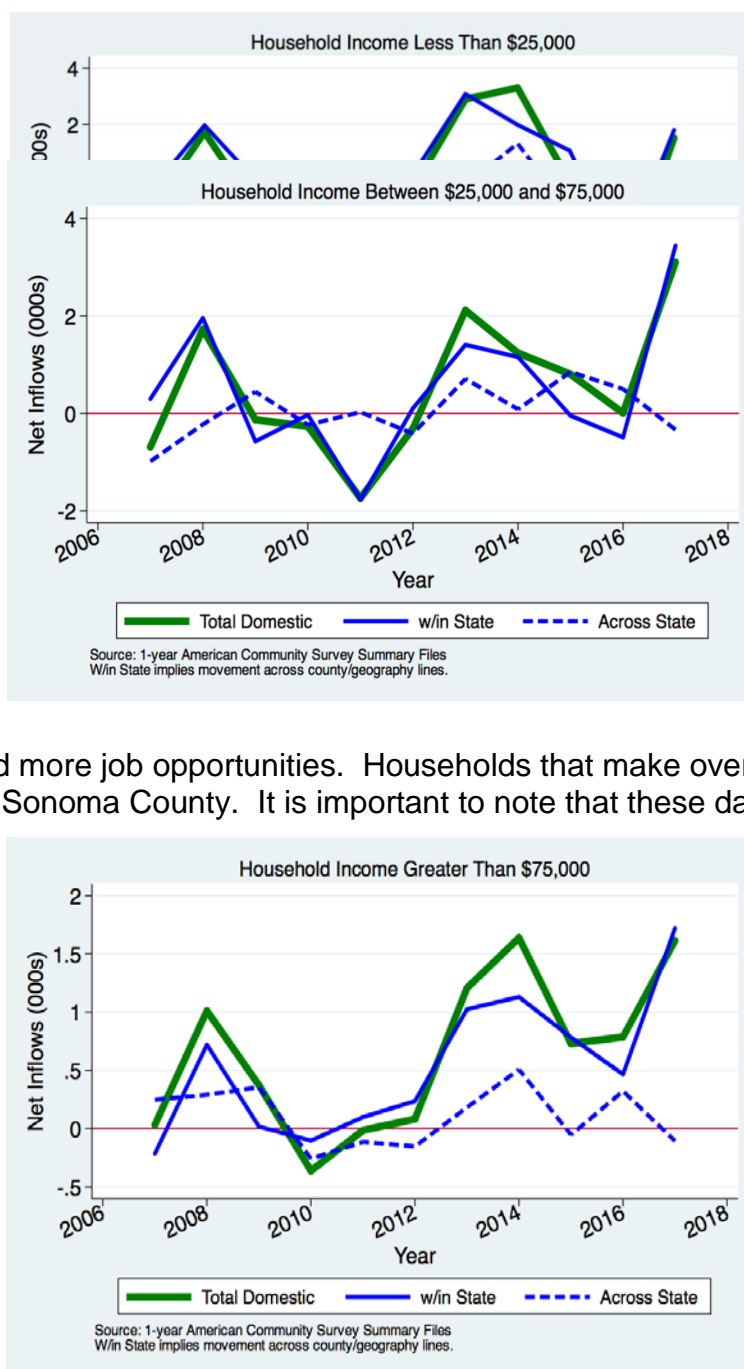 Household Income Less Than $25,000
4
2
00s)
Household Income Between $25,000 and $75,000
4
2
0
-2
Net Inflows (000s)
2006 2008 2010 2012 2014 2016 2018
Year
Total Domestic w/in State Across State
Source: 1-year American Community Survey Summary Files
W/in State implies movement across county/geography lines.
d more job opportunities. Households that make over
Sonoma County. It is important to note that these da
Household Income Greater Than $75,000
2
1.5
1
.5
0
-.5
Net Inflows (000s)
2006 2008 2010 2012 2014 2016 2018
Year
Total Domestic w/in State Across State
Source: 1-year American Community Survey Summary Files
W/in State implies movement across county/geography lines.